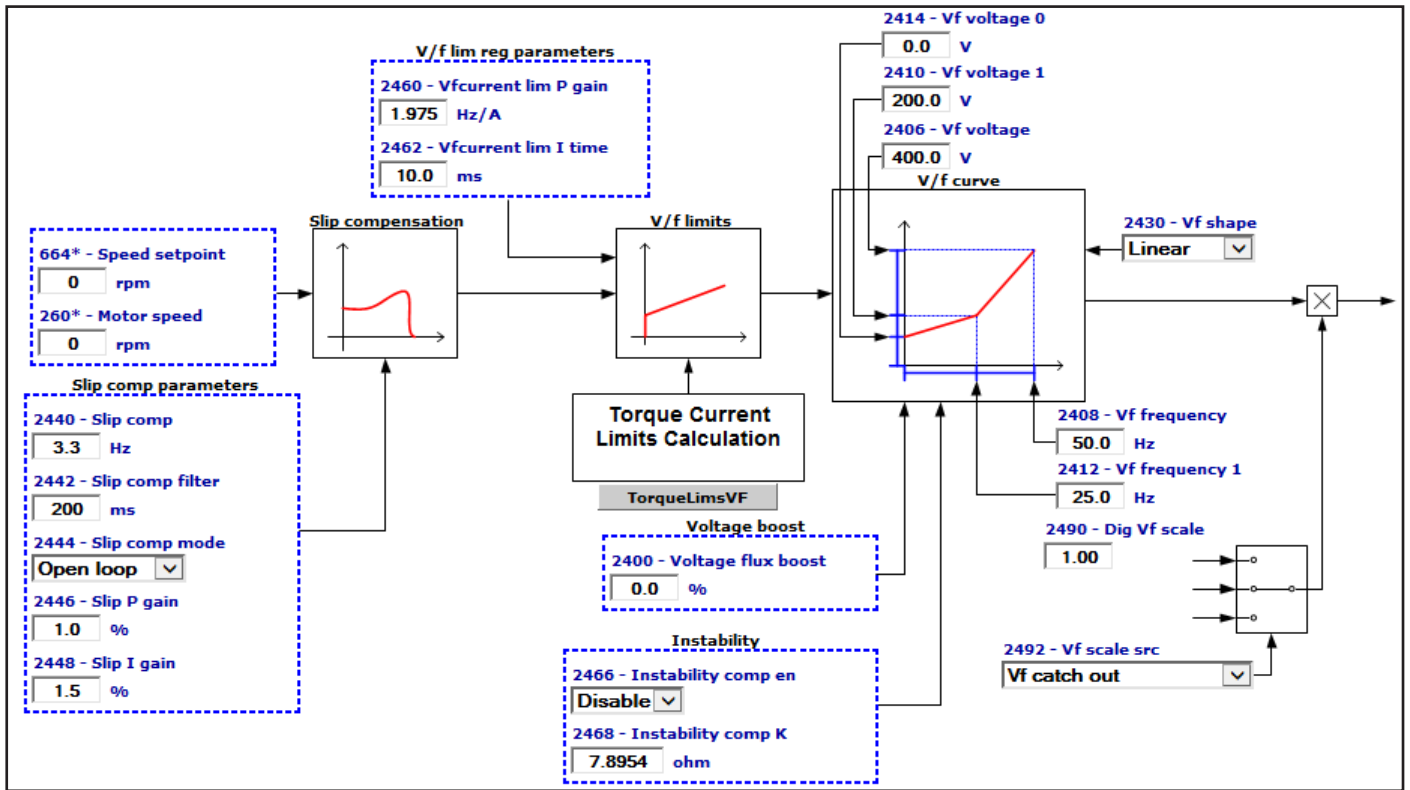 V/f lim reg parameters
2460 - Vfcurrent lim P gain
1.975 Hz/A
2462 - Vfcurrent lim I time
10.0 ms
2414 - Vf voltage 0
0.0 V
2410 - Vf voltage 1
200.0 V
2406 - Vf voltage
400.0 V
V/f curve
Slip compensation
V/f limits
2430 - Vf shape
Linear
664* - Speed setpoint
0 rpm
260* - Motor speed
0 rpm
Slip comp parameters
2440 - Slip comp
3.3 Hz
2442 - Slip comp filter
200 ms
2444 - Slip comp mode
Open loop
2446 - Slip P gain
1.0 %
2448 - Slip I gain
1.5 %
Torque Current
Limits Calculation
TorqueLimsVF
Voltage boost
2400 - Voltage flux boost
0.0 %
Instability
2466 - Instability comp en
Disable
2468 - Instability comp K
7.8954 ohm
2408 - Vf frequency
50.0 Hz
2412 - Vf frequency 1
25.0 Hz
2490 - Dig Vf scale
1.00
2492 - Vf scale src
Vf catch out